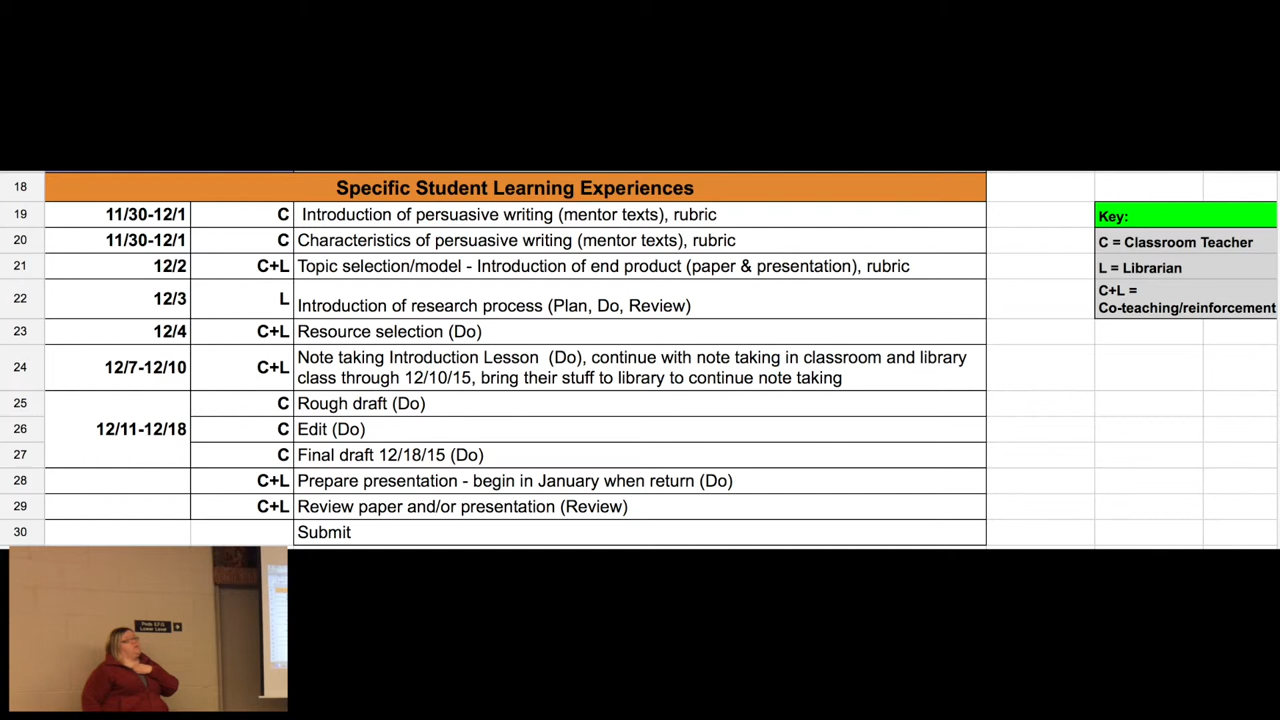 18 Specific Student Learning Experiences
19 11/30-12/1 C Introduction of persuasive writing (mentor texts), rubric
Key:
20 11/30-12/1 C Characteristics of persuasive writing (mentor texts), rubric
C = Classroom Teacher
21 12/2 C+L Topic selection/model - Introduction of end product (paper & presentation), rubric
L = Librarian
22 12/3 L Introduction of research process (Plan, Do, Review)
C+L =
Co-teaching/reinforcement
23 12/4 C+L Resource selection (Do)
24 12/7-12/10 C+L Note taking Introduction Lesson (Do), continue with note taking in classroom and library
class through 12/10/15, bring their stuff to library to continue note taking
25 C Rough draft (Do)
26 12/11-12/18 C Edit (Do)
27 C Final draft 12/18/15 (Do)
28 C+L Prepare presentation - begin in January when return (Do)
29 C+L Review paper and/or presentation (Review)
30 Submit
Pods E,F,G
Lower Level